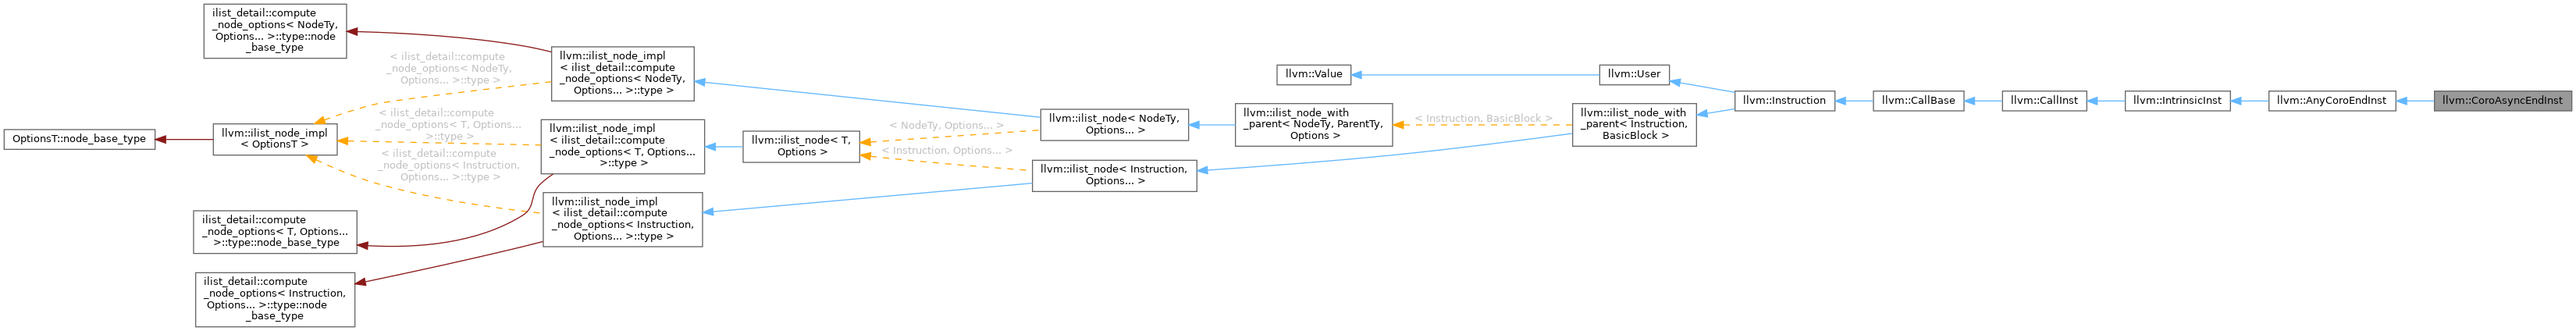 ilist_detail::compute
_node_options< NodeTy,
Options... >::type::node
_base_type
OptionsT::node_base_type
llvm::ilist_node_impl
< OptionsT >
ilist_detail::compute
_node_options< T, Options...
>::type::node_base_type
ilist_detail::compute
_node_options< Instruction,
Options... >::type::node
_base_type
< ilist_detail::compute
_node_options< NodeTy,
Options... >::type >
< ilist_detail::compute
_node_options< T, Options...
>::type >
< ilist_detail::compute
_node_options< Instruction,
Options... >::type >
llvm::ilist_node_impl
< ilist_detail::compute
_node_options< NodeTy,
Options... >::type >
llvm::ilist_node_impl
< ilist_detail::compute
_node_options< T, Options...
>::type >
llvm::ilist_node_impl
< ilist_detail::compute
_node_options< Instruction,
Options... >::type >
llvm::ilist_node< T,
Options >
< NodeTy, Options... >
< Instruction, Options... >
llvm::ilist_node< NodeTy,
Options... >
llvm::ilist_node< Instruction,
Options... >
llvm::Value
llvm::ilist_node_with
_parent< NodeTy, ParentTy,
Options >
< Instruction, BasicBlock >
llvm::User
llvm::ilist_node_with
_parent< Instruction,
BasicBlock >
llvm::Instruction
llvm::CallBase
llvm::CallInst
llvm::IntrinsicInst
llvm::AnyCoroEndInst
llvm::CoroAsyncEndInst